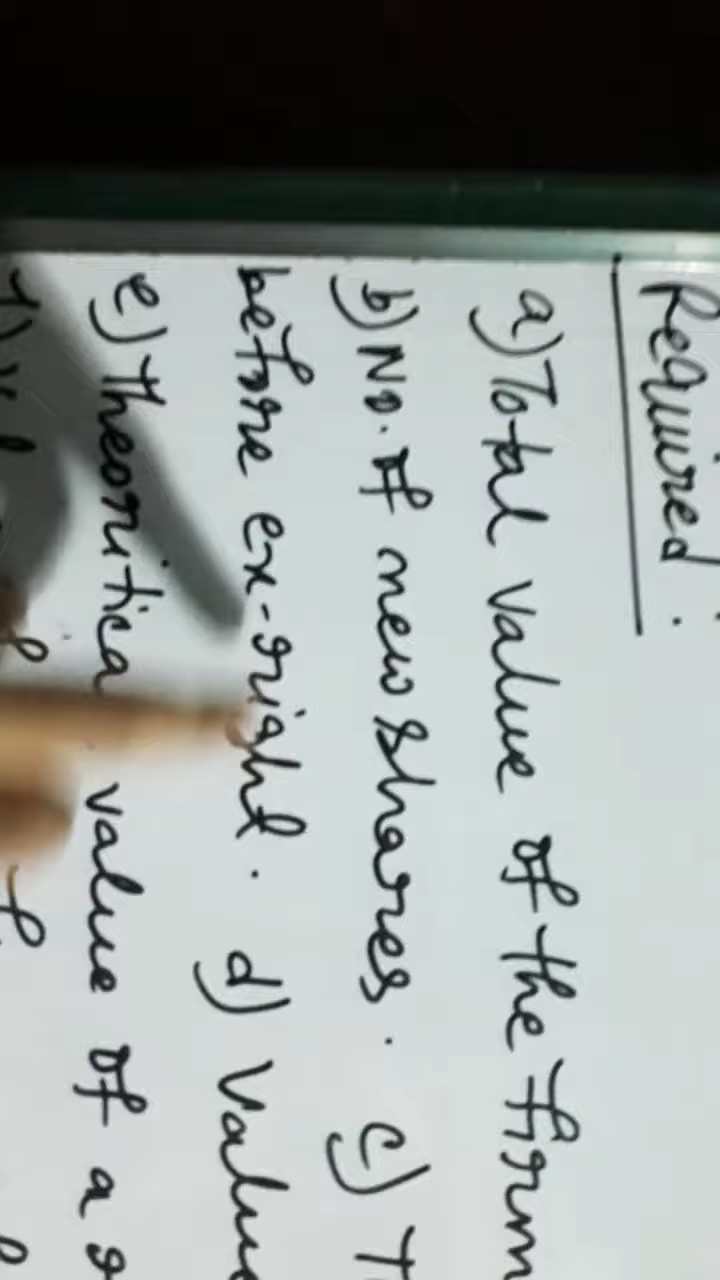 Required :
a) Total value of the firm
b) No. of new shares. c) T
before ex-right. d) Value
e) Theoritica value of a